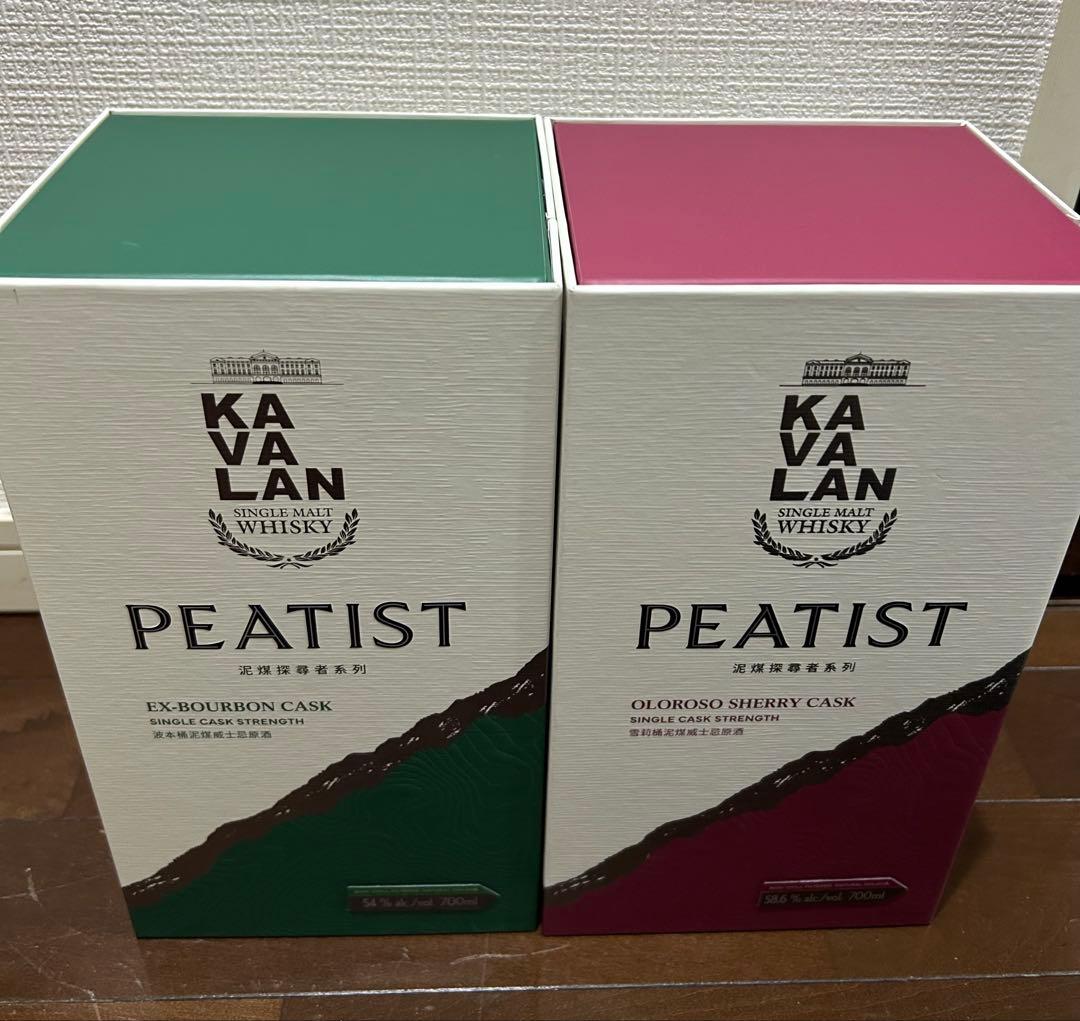 KA
VA
LAN
SINGLE MALT
WHISKY
PEATIST
泥煤探尋者系列
EX-BOURBON CASK
SINGLE CASK STRENGTH
波本桶泥煤威士忌原酒
54 % alc./vol. 700ml
KA
VA
LAN
SINGLE MALT
WHISKY
PEATIST
泥煤探尋者系列
OLOROSO SHERRY CASK
SINGLE CASK STRENGTH
雪莉桶泥煤威士忌原酒
58.6 % alc./vol. 700ml